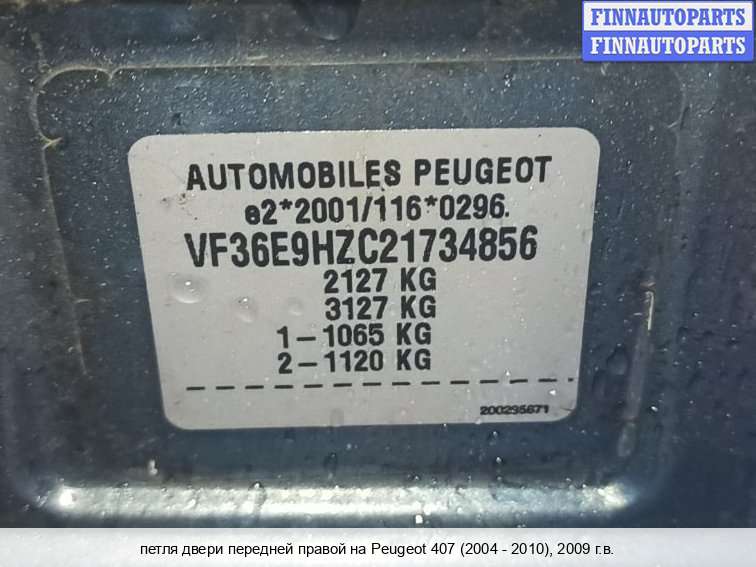 FINNAUTOPARTS
FINNAUTOPARTS
AUTOMOBILES PEUGEOT
e2*2001/116*0296.
VF36E9HZC21734856
2127 KG
3127 KG
1-1065 KG
2-1120 KG
200295671
петля двери передней правой на Peugeot 407 (2004 - 2010), 2009 г.в.